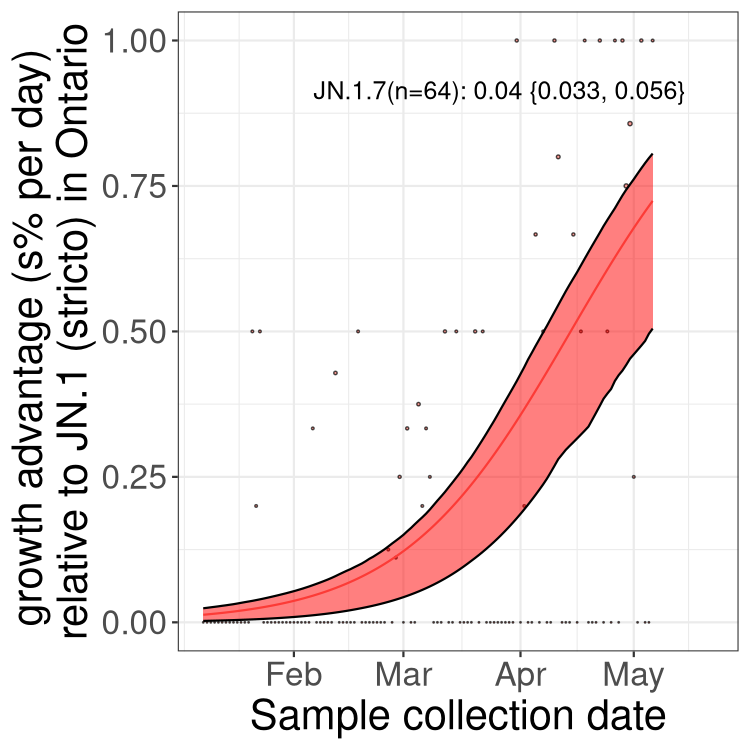 growth advantage (s% per day)
relative to JN.1 (stricto) in Ontario
1.00
0.75
0.50
0.25
0.00
JN.1.7(n=64): 0.04 {0.033, 0.056}
Feb Mar Apr May
Sample collection date